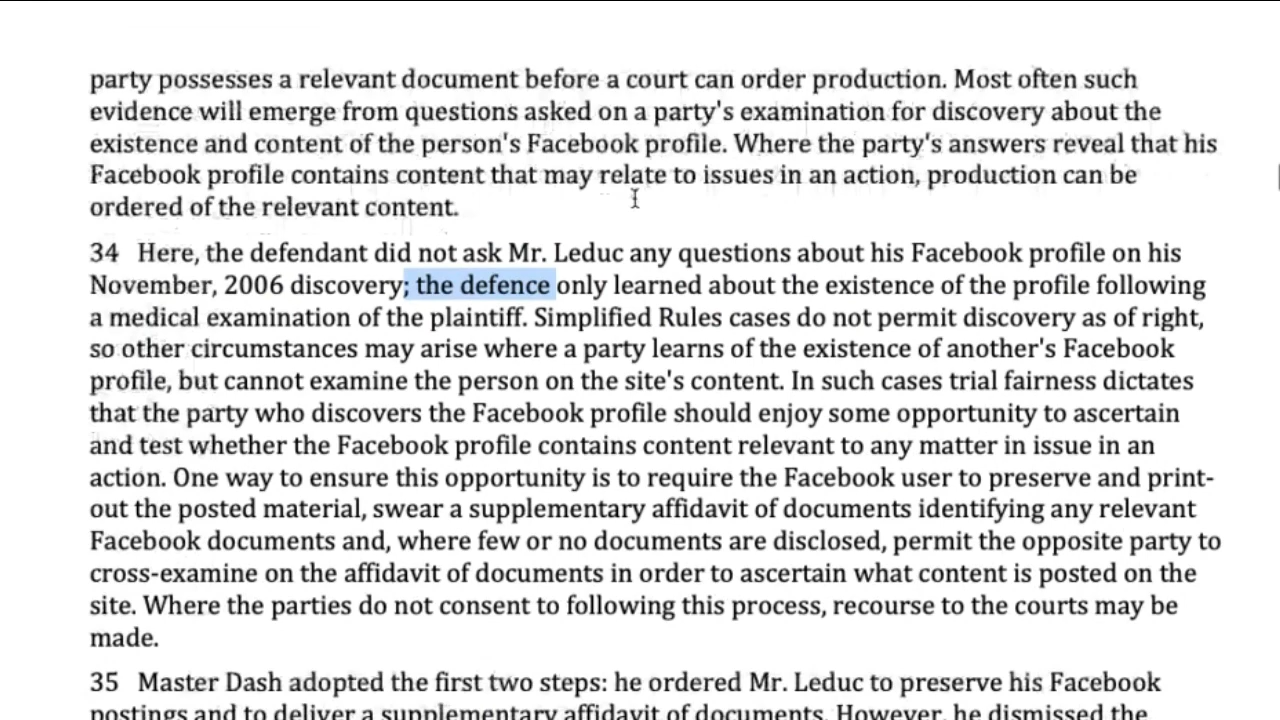 party possesses a relevant document before a court can order production. Most often such
evidence will emerge from questions asked on a party's examination for discovery about the
existence and content of the person's Facebook profile. Where the party's answers reveal that his
Facebook profile contains content that may relate to issues in an action, production can be
ordered of the relevant content.
34 Here, the defendant did not ask Mr. Leduc any questions about his Facebook profile on his
November, 2006 discovery; the defence only learned about the existence of the profile following
a medical examination of the plaintiff. Simplified Rules cases do not permit discovery as of right,
so other circumstances may arise where a party learns of the existence of another's Facebook
profile, but cannot examine the person on the site's content. In such cases trial fairness dictates
that the party who discovers the Facebook profile should enjoy some opportunity to ascertain
and test whether the Facebook profile contains content relevant to any matter in issue in an
action. One way to ensure this opportunity is to require the Facebook user to preserve and print-
out the posted material, swear a supplementary affidavit of documents identifying any relevant
Facebook documents and, where few or no documents are disclosed, permit the opposite party to
cross-examine on the affidavit of documents in order to ascertain what content is posted on the
site. Where the parties do not consent to following this process, recourse to the courts may be
made.
35 Master Dash adopted the first two steps: he ordered Mr. Leduc to preserve his Facebook
postings and to deliver a supplementary affidavit of documents. However, he dismissed the